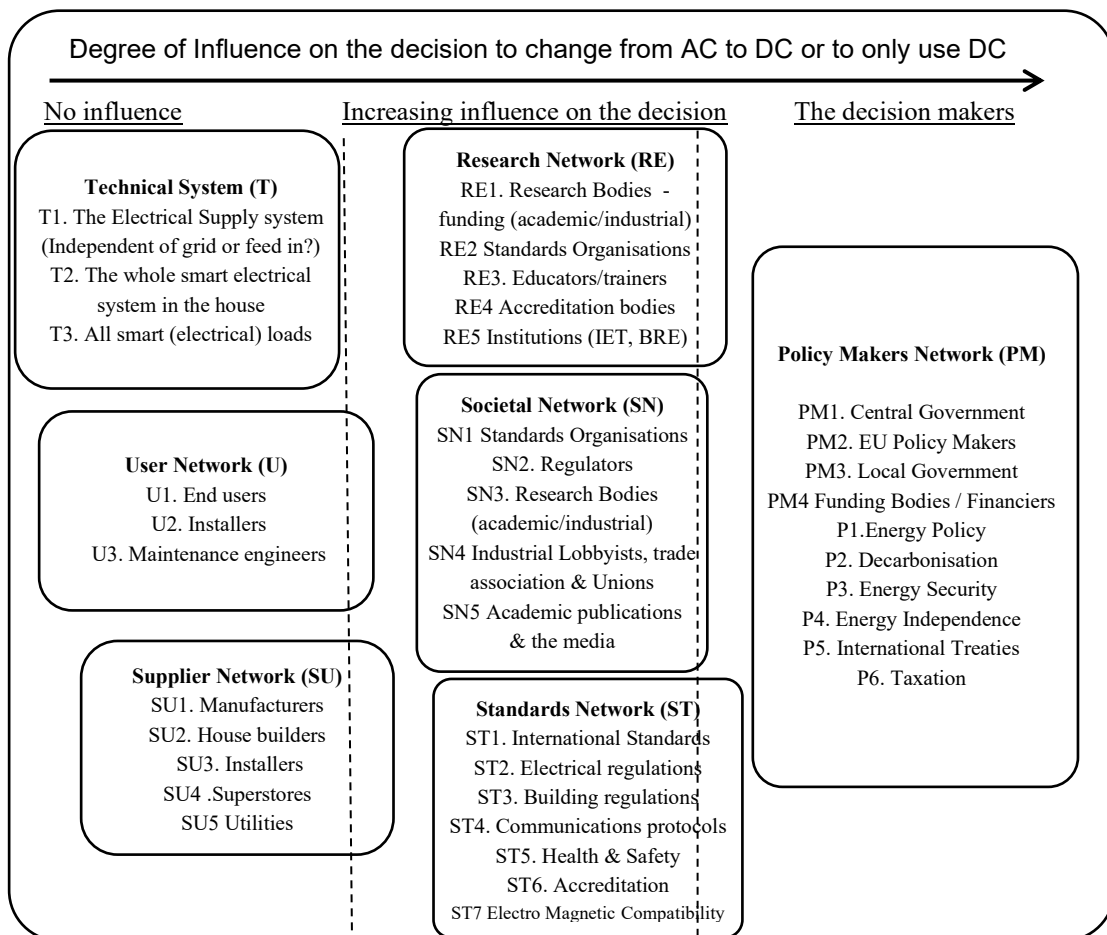 Degree of Influence on the decision to change from AC to DC or to only use DC
No influence
Increasing influence on the decision
The decision makers
Technical System (T)
T1. The Electrical Supply system
(Independent of grid or feed in?)
T2. The whole smart electrical
system in the house
T3. All smart (electrical) loads
User Network (U)
U1. End users
U2. Installers
U3. Maintenance engineers
Supplier Network (SU)
SU1. Manufacturers
SU2. House builders
SU3. Installers
SU4 .Superstores
SU5 Utilities
Research Network (RE)
RE1. Research Bodies -
funding (academic/industrial)
RE2 Standards Organisations
RE3. Educators/trainers
RE4 Accreditation bodies
RE5 Institutions (IET, BRE)
Societal Network (SN)
SN1 Standards Organisations
SN2. Regulators
SN3. Research Bodies
(academic/industrial)
SN4 Industrial Lobbyists, trade
association & Unions
SN5 Academic publications
& the media
Standards Network (ST)
ST1. International Standards
ST2. Electrical regulations
ST3. Building regulations
ST4. Communications protocols
ST5. Health & Safety
ST6. Accreditation
ST7 Electro Magnetic Compatibility
Policy Makers Network (PM)
PM1. Central Government
PM2. EU Policy Makers
PM3. Local Government
PM4 Funding Bodies / Financiers
P1.Energy Policy
P2. Decarbonisation
P3. Energy Security
P4. Energy Independence
P5. International Treaties
P6. Taxation